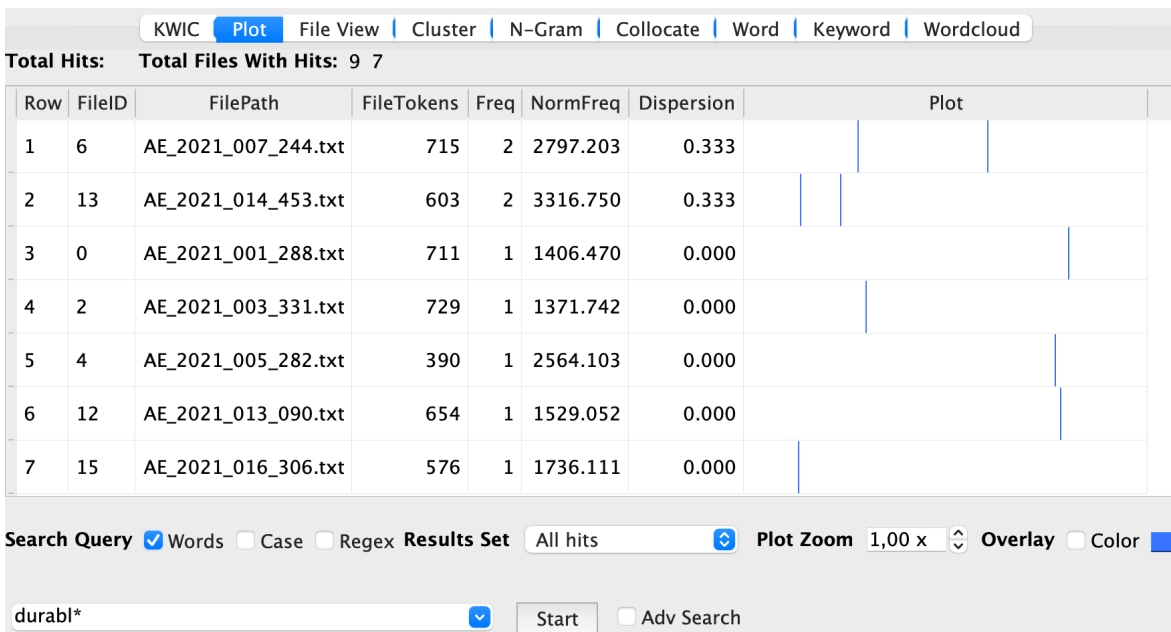 KWIC Plot File View Cluster N-Gram Collocate Word Keyword Wordcloud
Total Hits: Total Files With Hits: 9 7
Row FileID FilePath FileTokens Freq NormFreq Dispersion Plot
1 6 AE_2021_007_244.txt 715 2 2797.203 0.333
2 13 AE_2021_014_453.txt 603 2 3316.750 0.333
3 0 AE_2021_001_288.txt 711 1 1406.470 0.000
4 2 AE_2021_003_331.txt 729 1 1371.742 0.000
5 4 AE_2021_005_282.txt 390 1 2564.103 0.000
6 12 AE_2021_013_090.txt 654 1 1529.052 0.000
7 15 AE_2021_016_306.txt 576 1 1736.111 0.000
Search Query Words Case Regex Results Set All hits Plot Zoom 1,00 x Overlay Color
durabl* Start Adv Search